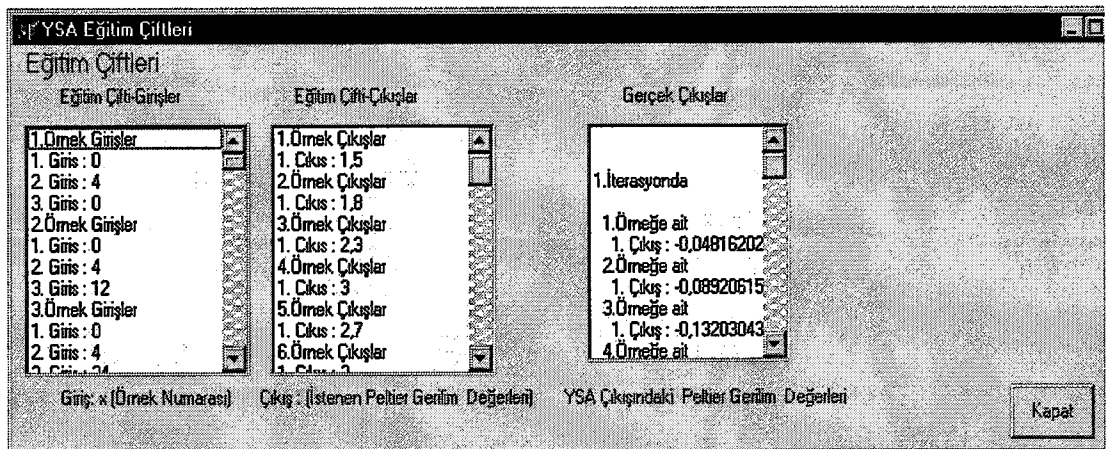 YSA Eğitim Çiftleri
Eğitim Çiftleri
Eğitim Çifti-Girişler
Eğitim Çifti-Çıkışlar
Gerçek Çıkışlar
1.Örnek Girişler
1. Giris : 0
2. Giris : 4
3. Giris : 0
2.Örnek Girişler
1. Giris : 0
2. Giris : 4
3. Giris : 12
3.Örnek Girişler
1. Giris : 0
2. Giris : 4
3. Giris : 24
1.Örnek Çıkışlar
1. Cıkıs : 1,5
2.Örnek Çıkışlar
1. Cıkıs : 1,8
3.Örnek Çıkışlar
1. Cıkıs : 2,3
4.Örnek Çıkışlar
1. Cıkıs : 3
5.Örnek Çıkışlar
1. Cıkıs : 2,7
6.Örnek Çıkışlar
1. Cıkıs : 3
1.İterasyonda
1.Örneğe ait
1. Çıkış : -0,04816202
2.Örneğe ait
1. Çıkış : -0,08920615
3.Örneğe ait
1. Çıkış : -0,13203043
4.Örneğe ait
Giriş: x (Örnek Numarası)
Çıkış : (İstenen Peltier Gerilim Değerleri)
YSA Çıkışındaki Peltier Gerilim Değerleri
Kapat